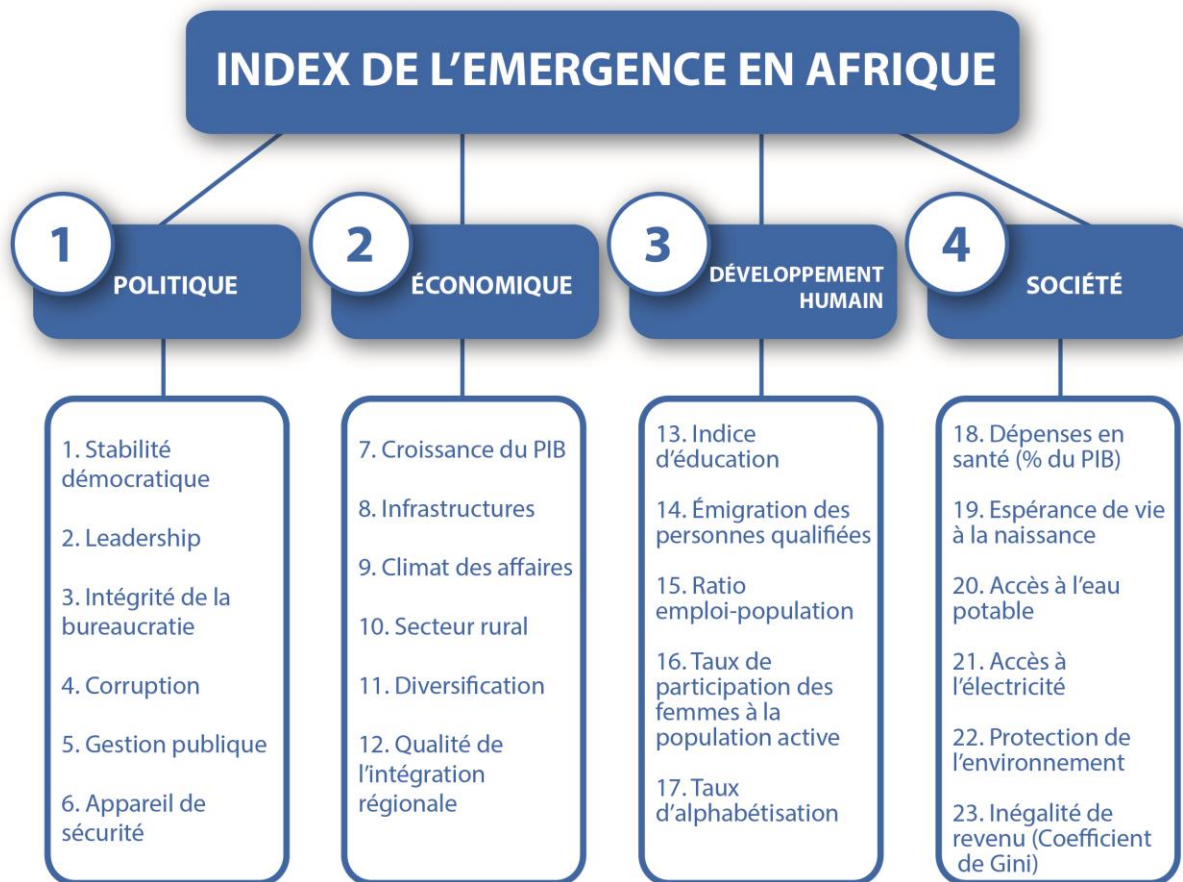 INDEX DE L’EMERGENCE EN AFRIQUE
1
POLITIQUE
1. Stabilité
démocratique
2. Leadership
3. Intégrité de la
bureaucratie
4. Corruption
5. Gestion publique
6. Appareil de
sécurité
2
ÉCONOMIQUE
7. Croissance du PIB
8. Infrastructures
9. Climat des affaires
10. Secteur rural
11. Diversification
12. Qualité de
l’intégration
régionale
3
DÉVELOPPEMENT
HUMAIN
13. Indice
d’éducation
14. Émigration des
personnes qualifiées
15. Ratio
emploi-population
16. Taux de
participation des
femmes à la
population active
17. Taux
d’alphabétisation
4
SOCIÉTÉ
18. Dépenses en
santé (% du PIB)
19. Espérance de vie
à la naissance
20. Accès à l’eau
potable
21. Accès à
l’électricité
22. Protection de
l’environnement
23. Inégalité de
revenu (Coefficient
de Gini)